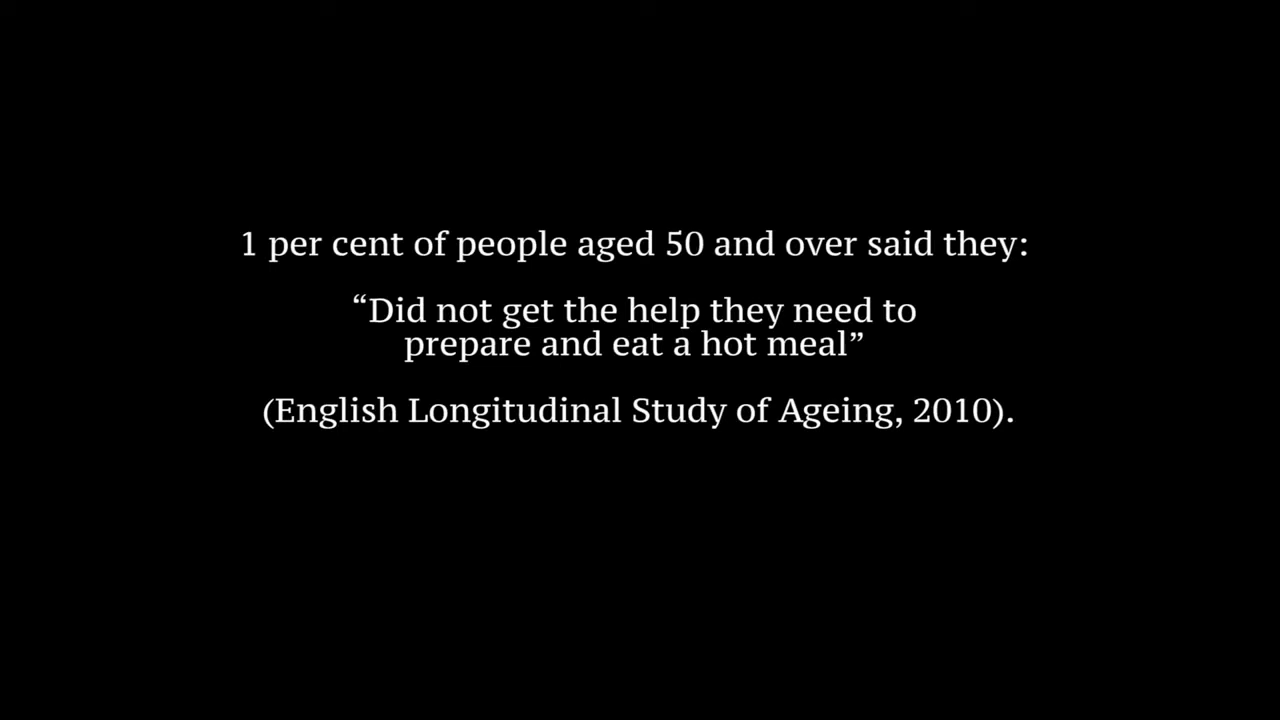 1 per cent of people aged 50 and over said they:
“Did not get the help they need to
prepare and eat a hot meal”
(English Longitudinal Study of Ageing, 2010).